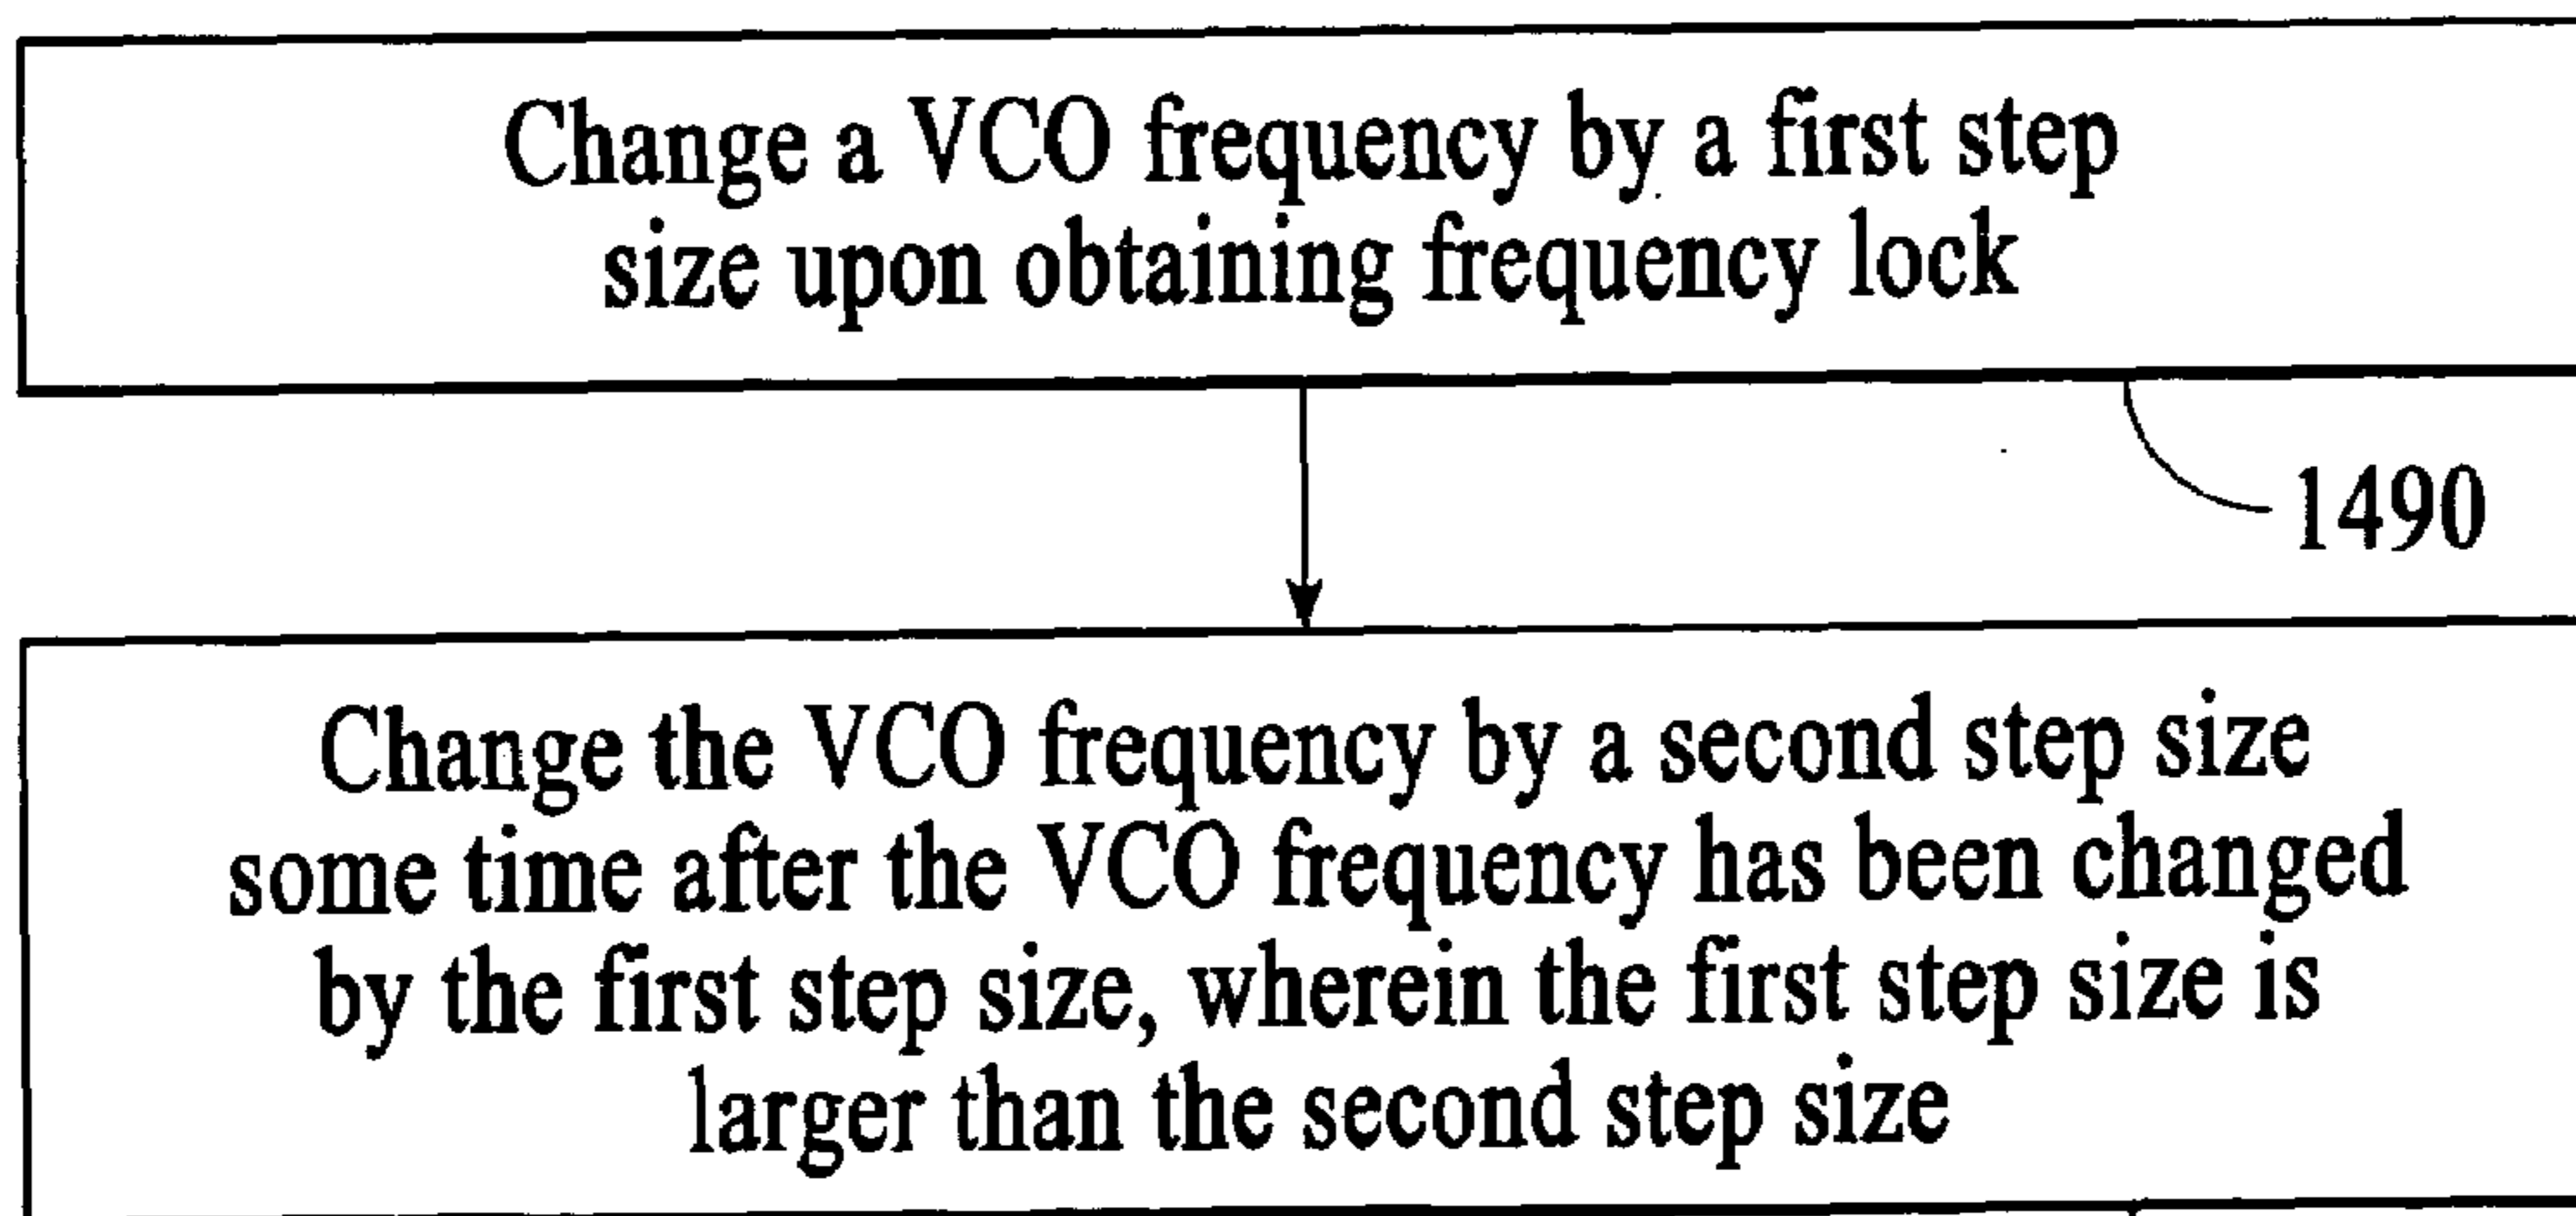 Change a VCO frequency by a first step
size upon obtaining frequency lock
1490
Change the VCO frequency by a second step size
some time after the VCO frequency has been changed
by the first step size, wherein the first step size is
larger than the second step size